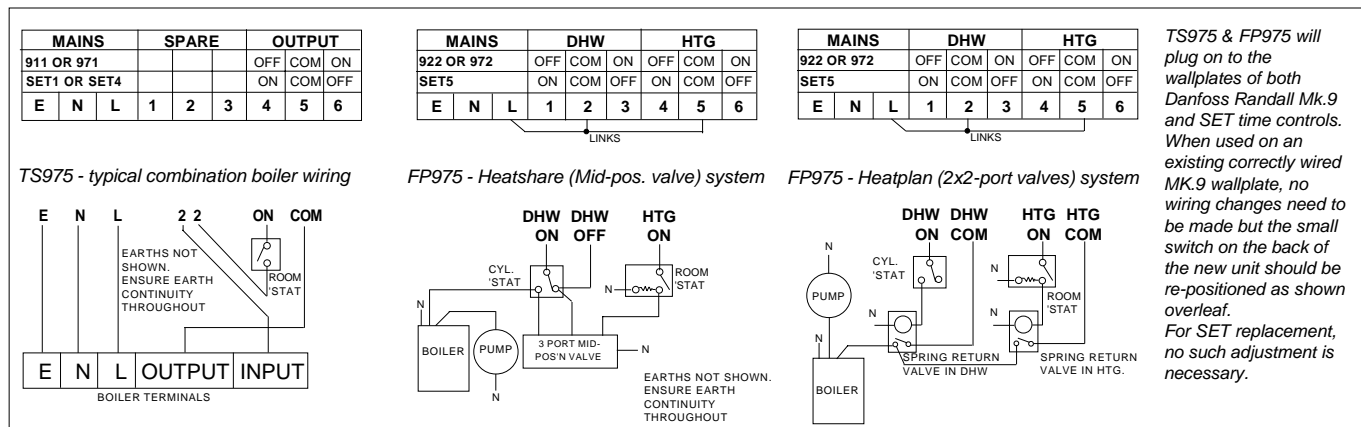 MAINS SPARE OUTPUT
911 OR 971 OFF COM ON
SET1 OR SET4 ON COM OFF
E N L 1 2 3 4 5 6
MAINS DHW HTG
922 OR 972 OFF COM ON OFF COM ON
SET5 ON COM OFF ON COM OFF
E N L 1 2 3 4 5 6
LINKS
MAINS DHW HTG
922 OR 972 OFF COM ON OFF COM ON
SET5 ON COM OFF ON COM OFF
E N L 1 2 3 4 5 6
LINKS
TS975 - typical combination boiler wiring
E N L 2 2 ON COM
EARTHS NOT
SHOWN.
ENSURE EARTH
CONTINUITY
THROUGHOUT
ROOM
'STAT
E N L OUTPUT INPUT
BOILER TERMINALS
FP975 - Heatshare (Mid-pos. valve) system
DHW DHW HTG
ON OFF ON
CYL.
'STAT
N
ROOM
'STAT
N
BOILER
PUMP
3 PORT MID-
POS'N VALVE
N
N
EARTHS NOT SHOWN.
ENSURE EARTH
CONTINUITY
THROUGHOUT
FP975 - Heatplan (2x2-port valves) system
DHW DHW HTG HTG
ON COM ON COM
CYL.
'STAT
N
PUMP
ROOM
'STAT
N
N
N
SPRING RETURN
VALVE IN DHW
SPRING RETURN
VALVE IN HTG.
BOILER
TS975 & FP975 will
plug on to the
wallplates of both
Danfoss Randall Mk.9
and SET time controls.
When used on an
existing correctly wired
MK.9 wallplate, no
wiring changes need to
be made but the small
switch on the back of
the new unit should be
re-positioned as shown
overleaf.
For SET replacement,
no such adjustment is
necessary.